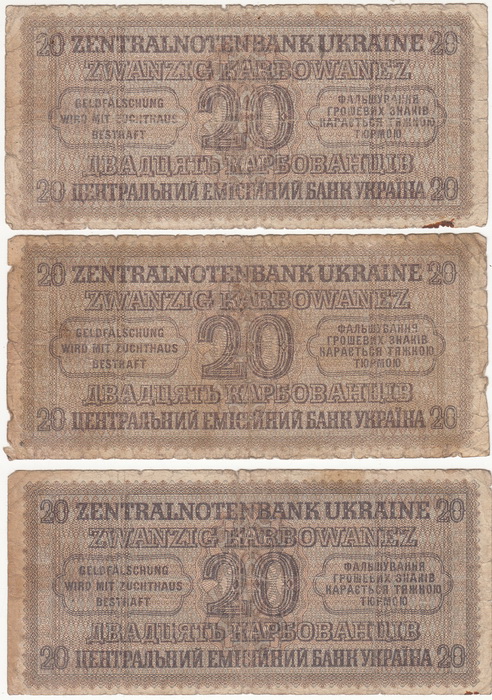 20 ZENTRALNOTENBANK UKRAINE 20
ZWANZIG KARBOWANEZ
GELDFÄLSCHUNG
WIRD MIT ZUCHTHAUS
BESTRAFT
20
ФАЛЬШУВАННЯ
ГРОШЕВИХ ЗНАКІВ
КАРАЄТЬСЯ ТЯЖКОЮ
ТЮРМОЮ
ДВАДЦЯТЬ КАРБОВАНЦІВ
20 ЦЕНТРАЛЬНИЙ ЕМІСІЙНИЙ БАНК УКРАЇНА 20
20 ZENTRALNOTENBANK UKRAINE 20
ZWANZIG KARBOWANEZ
GELDFÄLSCHUNG
WIRD MIT ZUCHTHAUS
BESTRAFT
20
ФАЛЬШУВАННЯ
ГРОШЕВИХ ЗНАКІВ
КАРАЄТЬСЯ ТЯЖКОЮ
ТЮРМОЮ
ДВАДЦЯТЬ КАРБОВАНЦІВ
20 ЦЕНТРАЛЬНИЙ ЕМІСІЙНИЙ БАНК УКРАЇНА 20
20 ZENTRALNOTENBANK UKRAINE 20
ZWANZIG KARBOWANEZ
GELDFÄLSCHUNG
WIRD MIT ZUCHTHAUS
BESTRAFT
20
ФАЛЬШУВАННЯ
ГРОШЕВИХ ЗНАКІВ
КАРАЄТЬСЯ ТЯЖКОЮ
ТЮРМОЮ
ДВАДЦЯТЬ КАРБОВАНЦІВ
20 ЦЕНТРАЛЬНИЙ ЕМІСІЙНИЙ БАНК УКРАЇНА 20